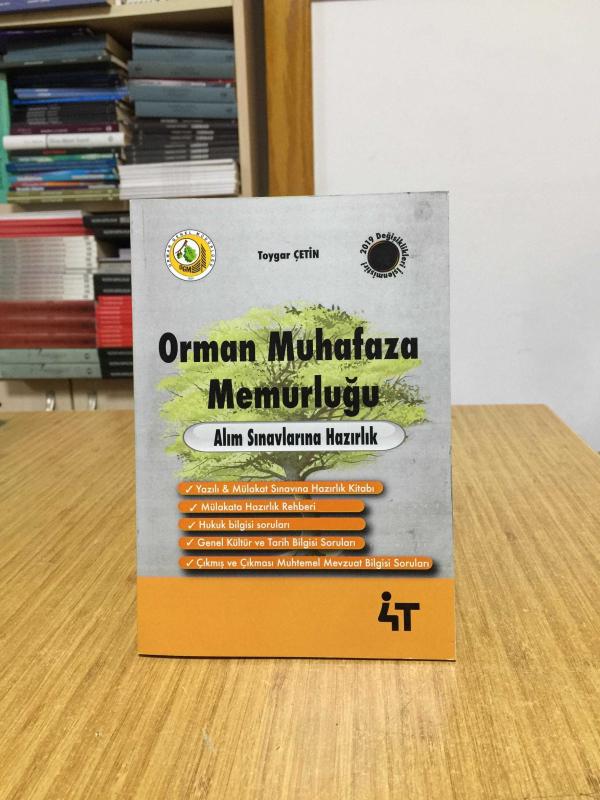 Toygar ÇETİN
2019 Değişiklikleri İşlenmiştir!
OGM
Orman Muhafaza
Memurluğu
Alım Sınavlarına Hazırlık
✓ Yazılı & Mülakat Sınavına Hazırlık Kitabı
✓ Mülakata Hazırlık Rehberi
✓ Hukuk bilgisi soruları
✓ Genel Kültür ve Tarih Bilgisi Soruları
✓ Çıkmış ve Çıkması Muhtemel Mevzuat Bilgisi Soruları
4T